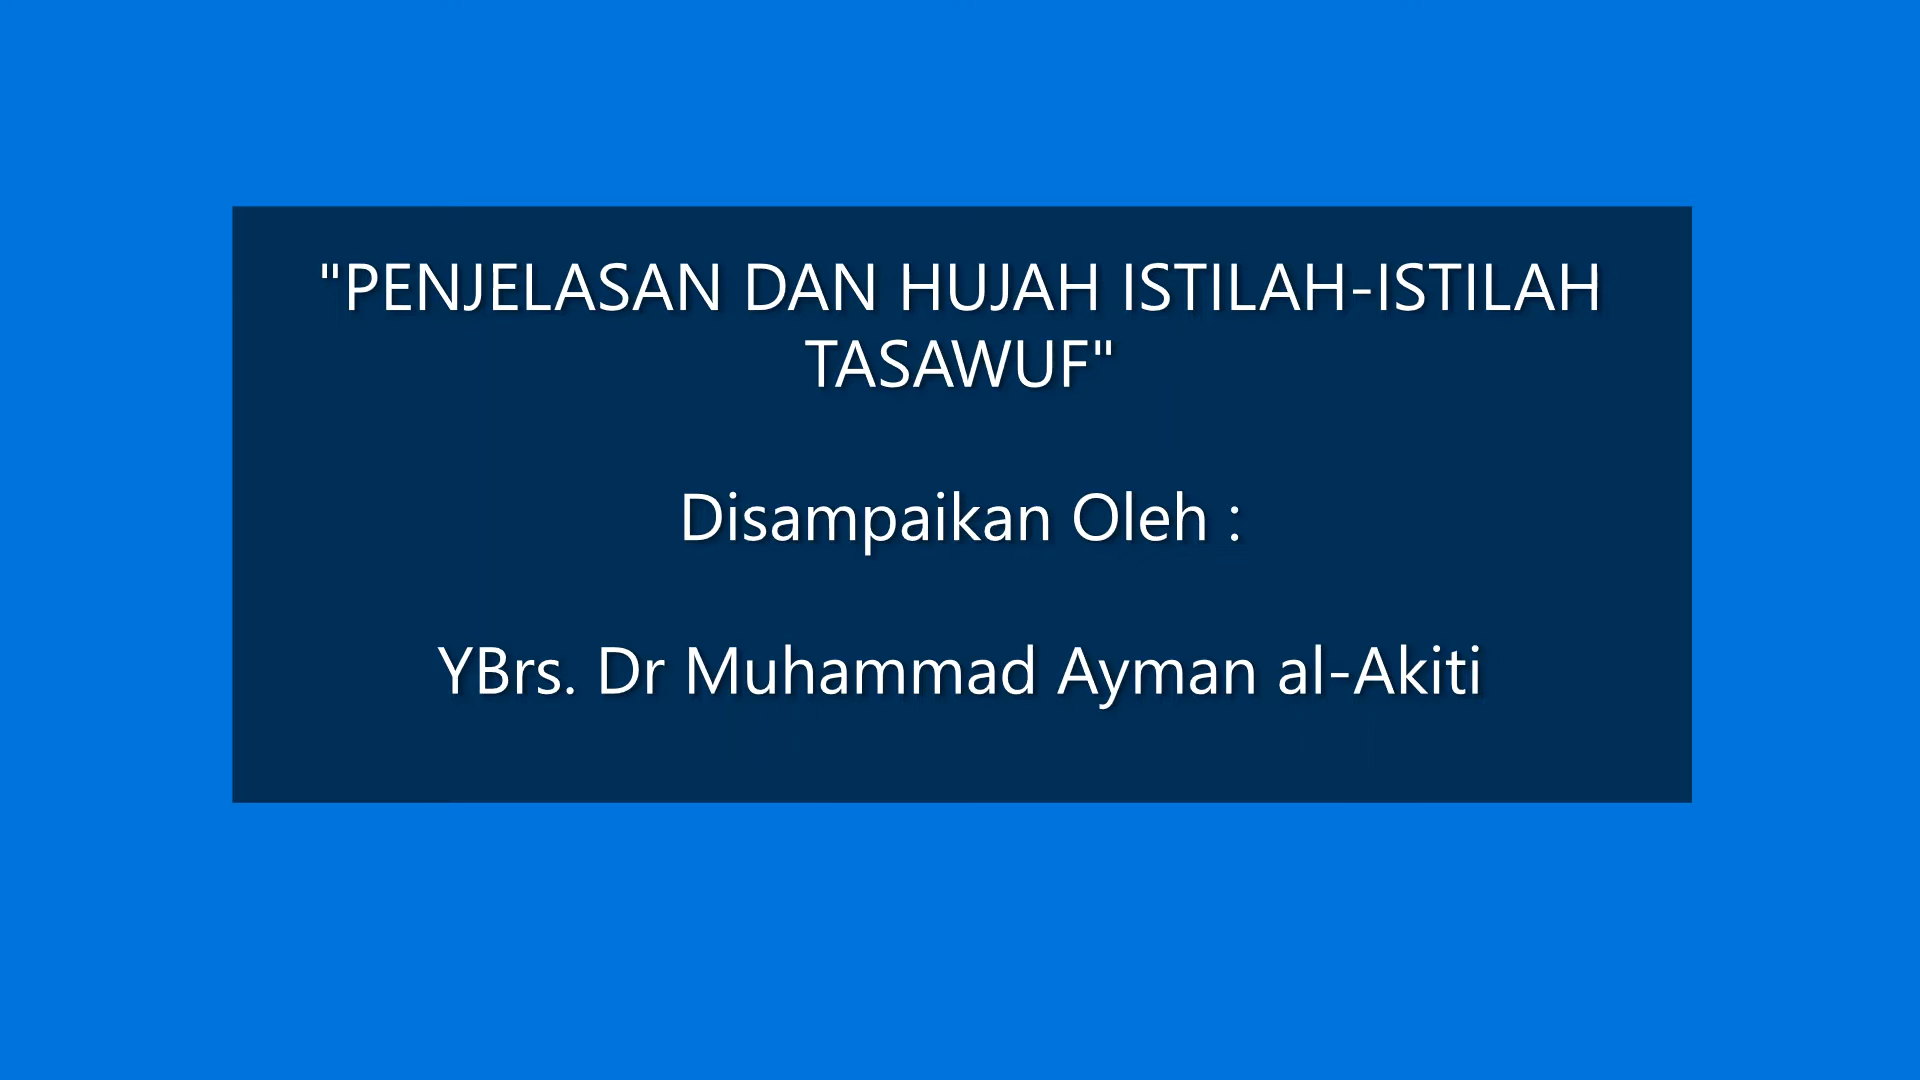 "PENJELASAN DAN HUJAH ISTILAH-ISTILAH
TASAWUF"
Disampaikan Oleh :
YBrs. Dr Muhammad Ayman al-Akiti